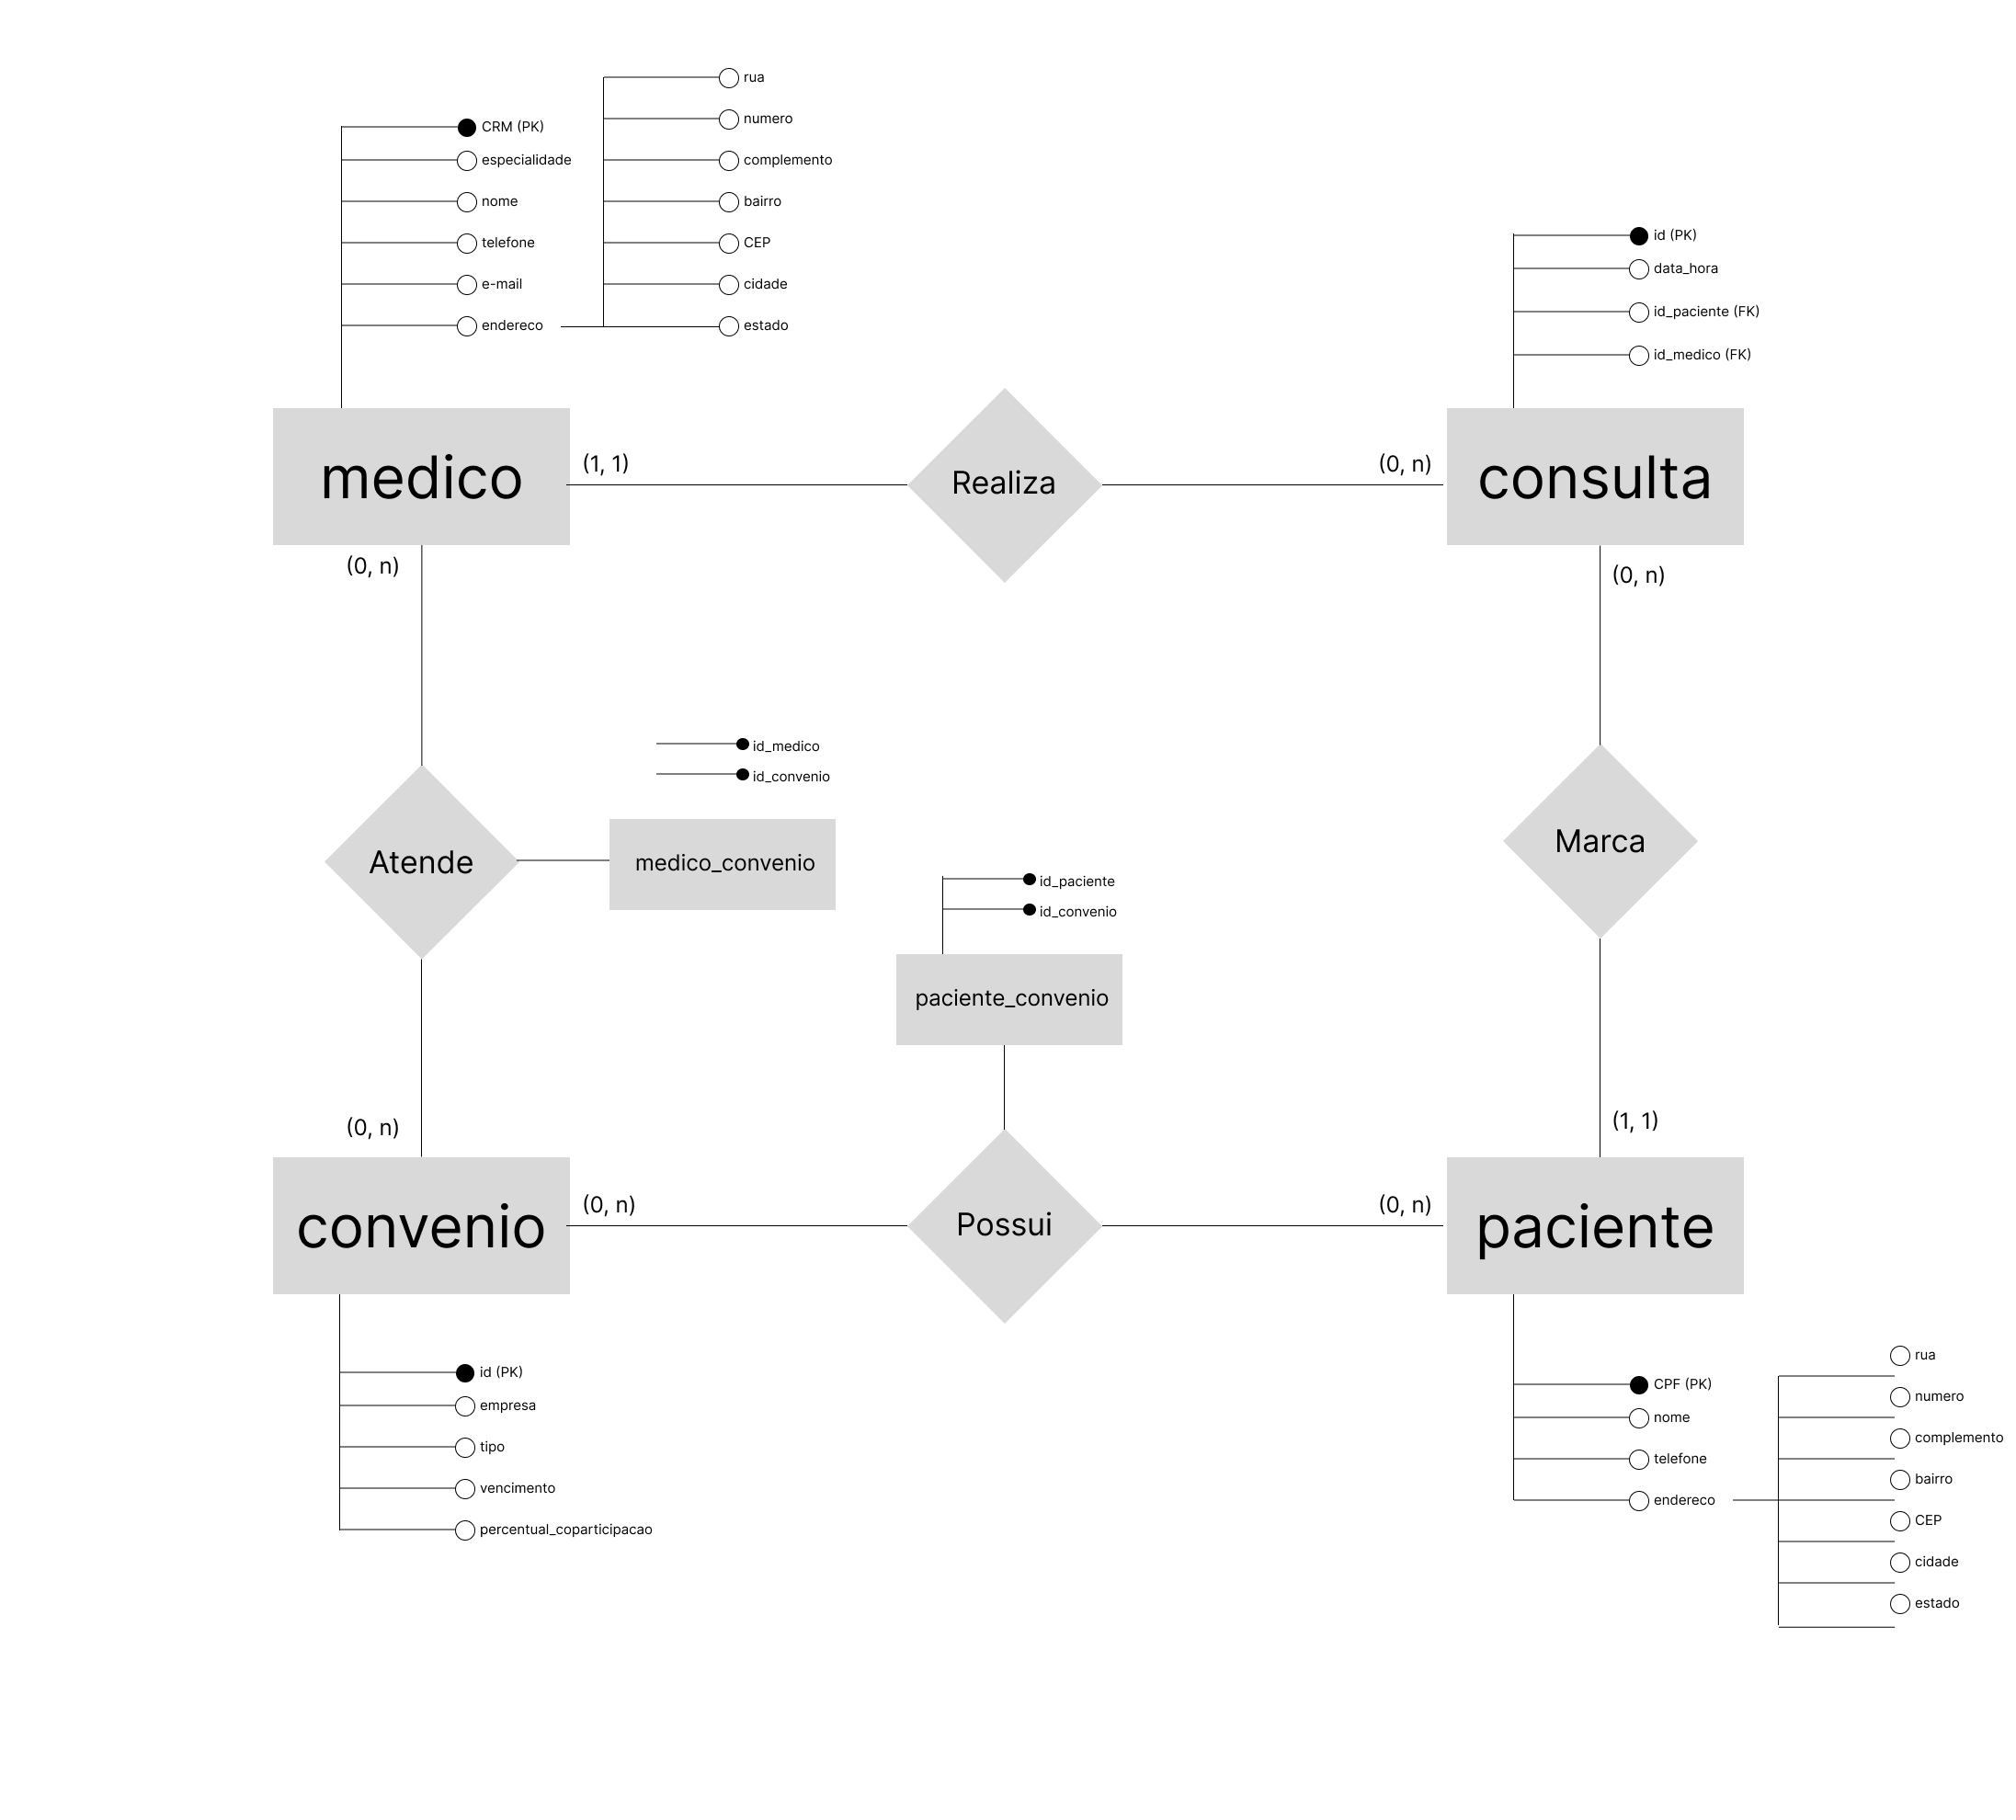 CRM (PK)
especialidade
nome
telefone
e-mail
endereco
rua
numero
complemento
bairro
CEP
cidade
estado
id (PK)
data_hora
id_paciente (FK)
id_medico (FK)
medico
(1, 1)
Realiza
(0, n)
consulta
(0, n)
(0, n)
id_medico
id_convenio
Atende
medico_convenio
Marca
id_paciente
id_convenio
paciente_convenio
(0, n)
(1, 1)
convenio
(0, n)
Possui
(0, n)
paciente
id (PK)
empresa
tipo
vencimento
percentual_coparticipacao
CPF (PK)
nome
telefone
endereco
rua
numero
complemento
bairro
CEP
cidade
estado